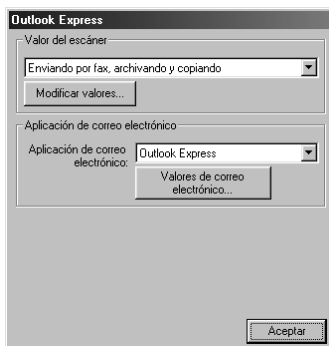 Outlook Express
Valor del escáner
Enviando por fax, archivando y copiando
Modificar valores...
Aplicación de correo electrónico
Aplicación de correo
electrónico:
Outlook Express
Valores de correo
electrónico...
Aceptar